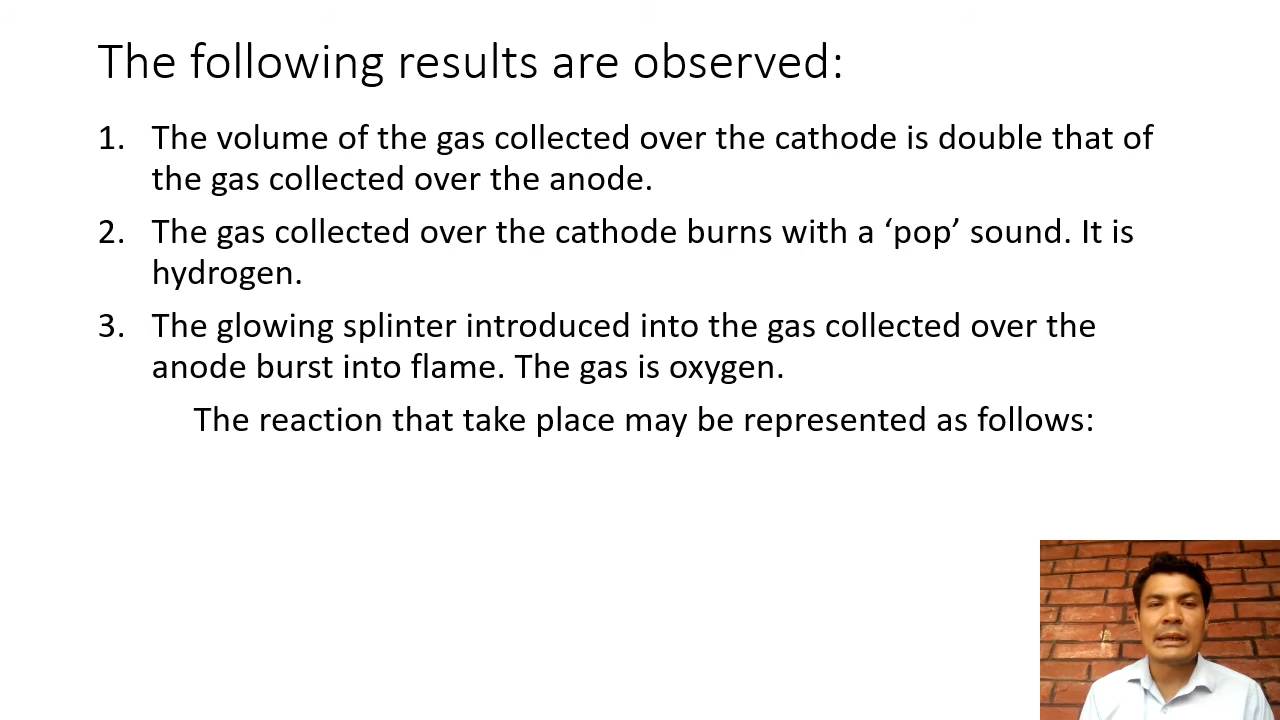 The following results are observed:
1. The volume of the gas collected over the cathode is double that of
the gas collected over the anode.
2. The gas collected over the cathode burns with a ‘pop’ sound. It is
hydrogen.
3. The glowing splinter introduced into the gas collected over the
anode burst into flame. The gas is oxygen.
The reaction that take place may be represented as follows: